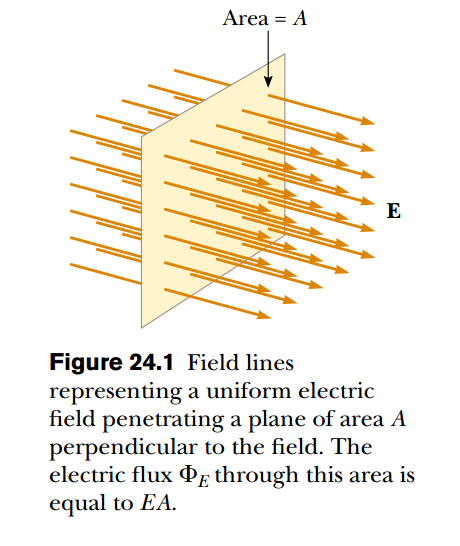 Area = A
E
Figure 24.1 Field lines
representing a uniform electric
field penetrating a plane of area A
perpendicular to the field. The
electric flux Φ_E through this area is
equal to EA.